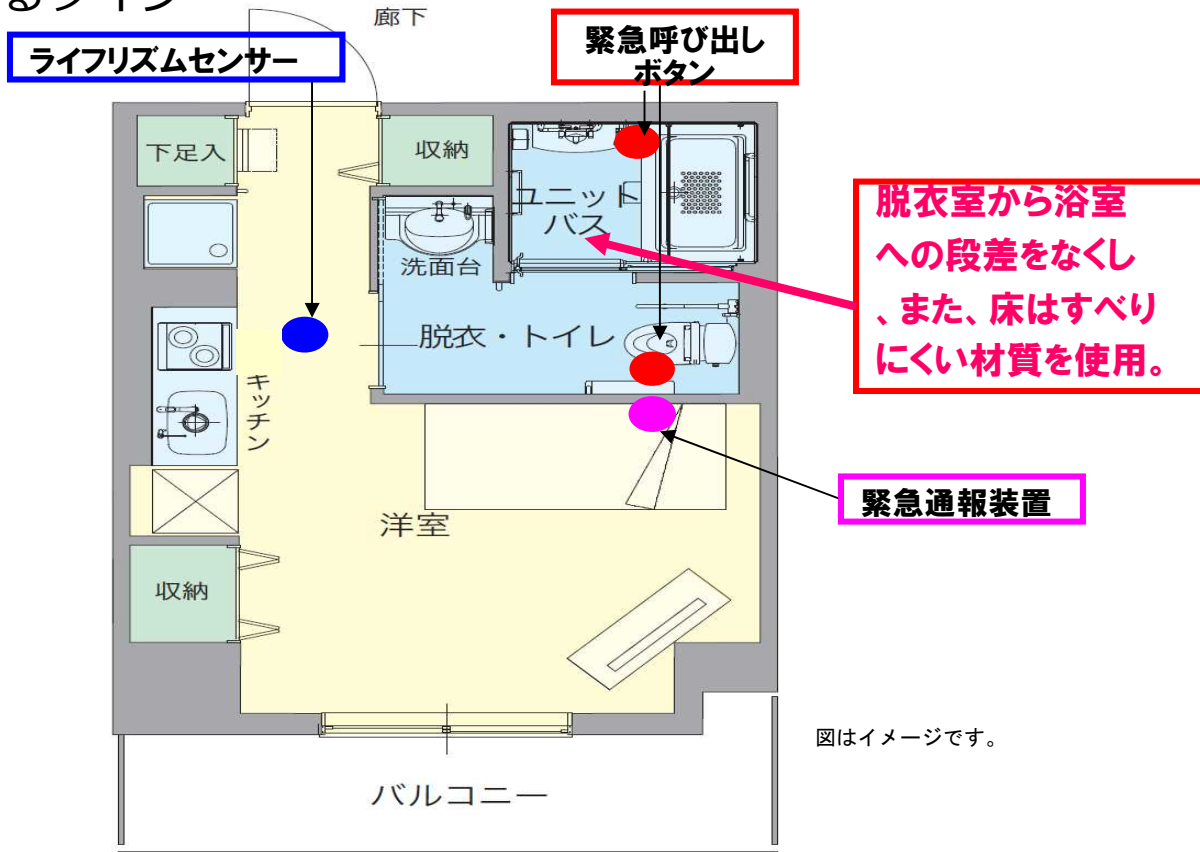 るライン
廊下
ライフリズムセンサー
緊急呼び出し
ボタン
下足入
収納
ユニット
バス
洗面台
脱衣・トイレ
脱衣室から浴室
への段差をなくし
、また、床はすべり
にくい材質を使用。
キッチン
緊急通報装置
洋室
収納
図はイメージです。
バルコニー